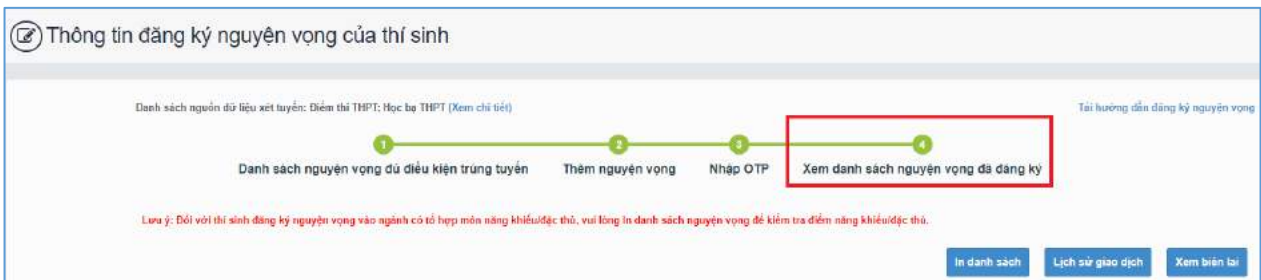 Thông tin đăng ký nguyện vọng của thí sinh
Danh sách nguồn dữ liệu xét tuyển: Điểm thi THPT; Học bạ THPT (Xem chi tiết)
Tải hướng dẫn đăng ký nguyện vọng
1 2 3 4
Danh sách nguyện vọng đủ điều kiện trúng tuyển Thêm nguyện vọng Nhập OTP Xem danh sách nguyện vọng đã đăng ký
Lưu ý: Đối với thí sinh đăng ký nguyện vọng vào ngành có tổ hợp môn năng khiếu/đặc thù, vui lòng In danh sách nguyện vọng để kiểm tra điểm năng khiếu/đặc thù.
In danh sách Lịch sử giao dịch Xem biên lai